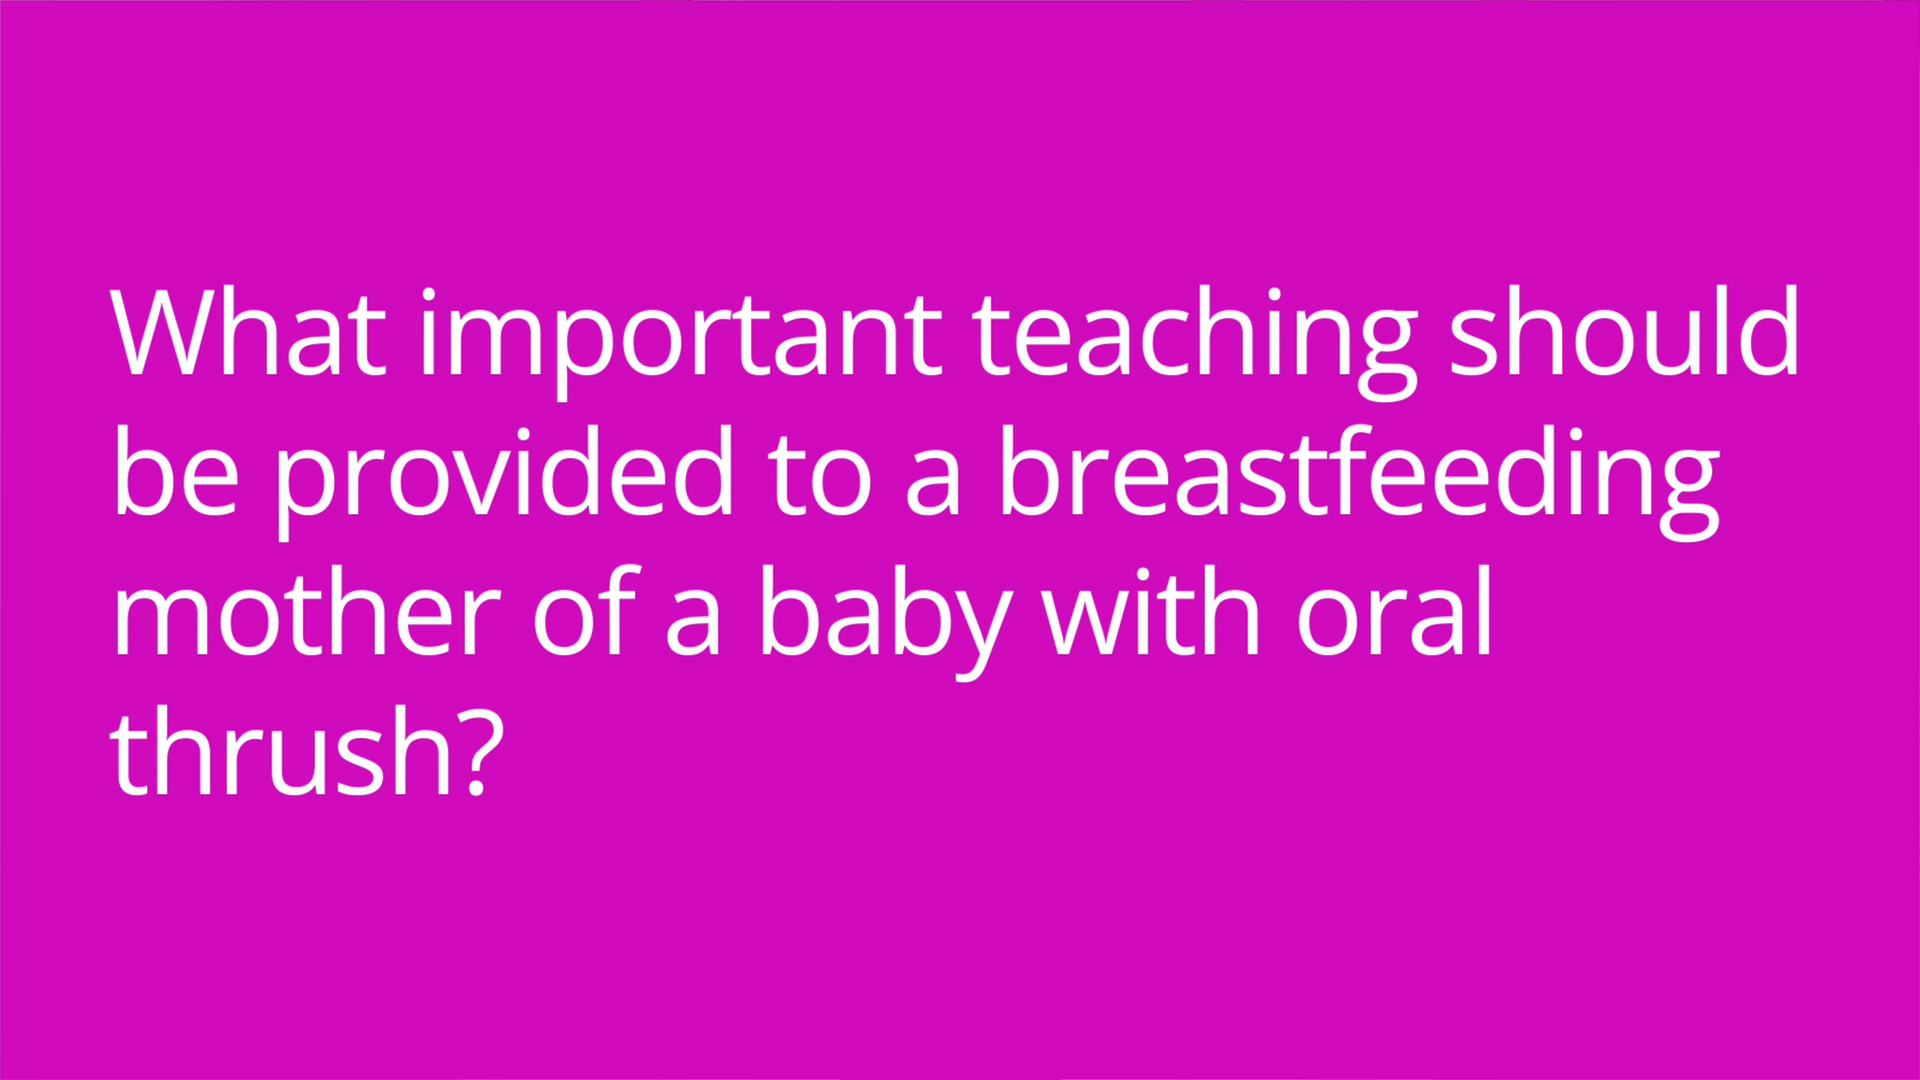 What important teaching should
be provided to a breastfeeding
mother of a baby with oral
thrush?